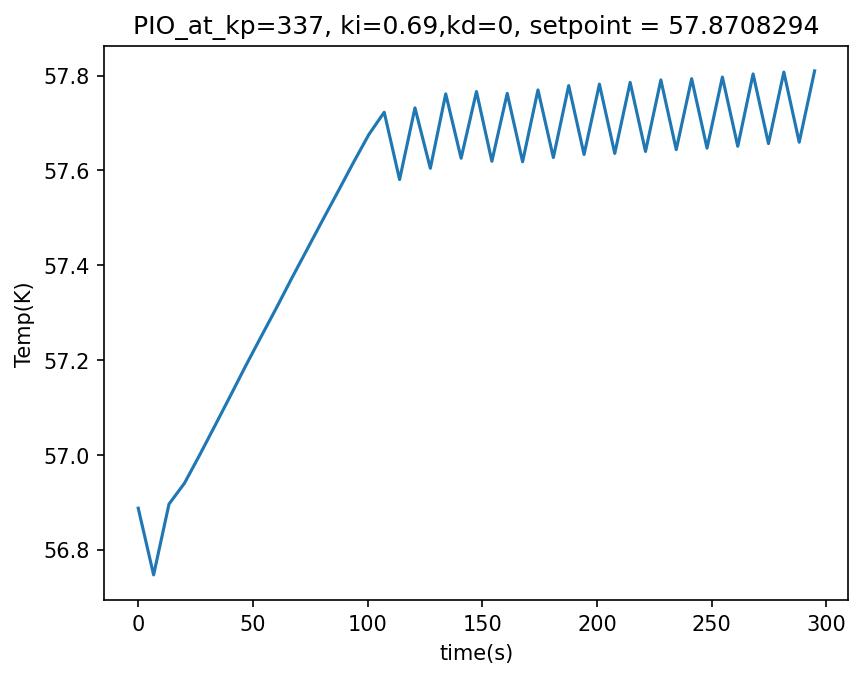 PIO_at_kp=337, ki=0.69,kd=0, setpoint = 57.8708294
57.8
57.6
57.4
57.2
57.0
56.8
Temp(K)
0 50 100 150 200 250 300
time(s)